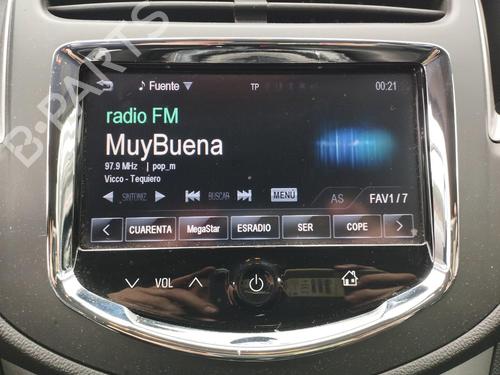 Fuente
TP
00:21
radio FM
MuyBuena
97.9 MHz | pop_m
Vicco - Tequiero
SINTONIZ
BUSCAR
MENÚ
AS
FAV1 / 7
CUARENTA
MegaStar
ESRADIO
SER
COPE
VOL
B-PARTS